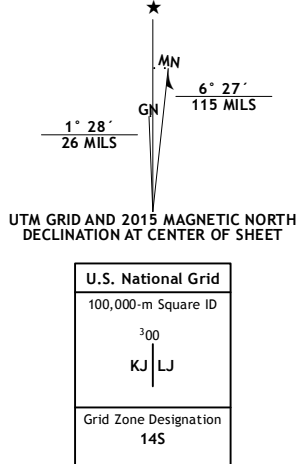 ★
MN
GN
6° 27´
115 MILS
1° 28´
26 MILS
UTM GRID AND 2015 MAGNETIC NORTH
DECLINATION AT CENTER OF SHEET
U.S. National Grid
100,000-m Square ID
³00
KJ LJ
Grid Zone Designation
14S